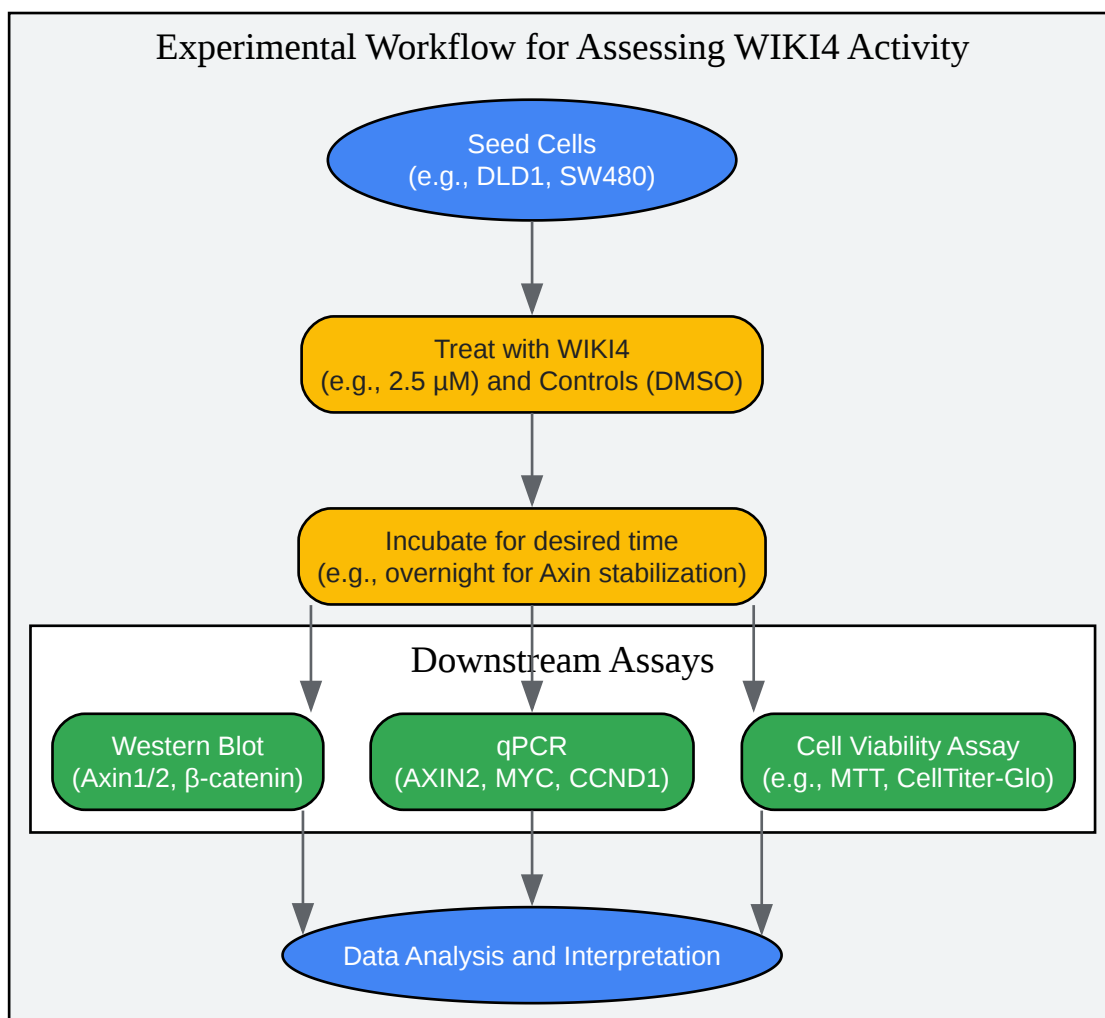 Experimental Workflow for Assessing WIKI4 Activity
Seed Cells
(e.g., DLD1, SW480)
Treat with WIKI4
(e.g., 2.5 µM) and Controls (DMSO)
Incubate for desired time
(e.g., overnight for Axin stabilization)
Downstream Assays
Western Blot
(Axin1/2, β-catenin)
qPCR
(AXIN2, MYC, CCND1)
Cell Viability Assay
(e.g., MTT, CellTiter-Glo)
Data Analysis and Interpretation